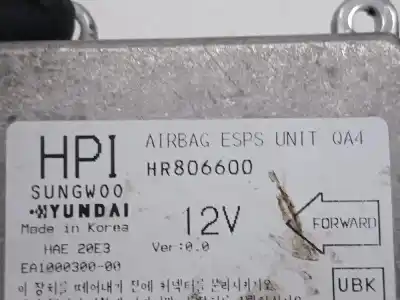 HPI
AIRBAG ESPS UNIT QA4
HR806600
SUNGWOO
HYUNDAI
Made in Korea
12V
FORWARD
HAE 20E3
Ver:0.0
EA1000300-00
이 장치를 떼어내기 전에 커넥터를 분리시키기오
UBK